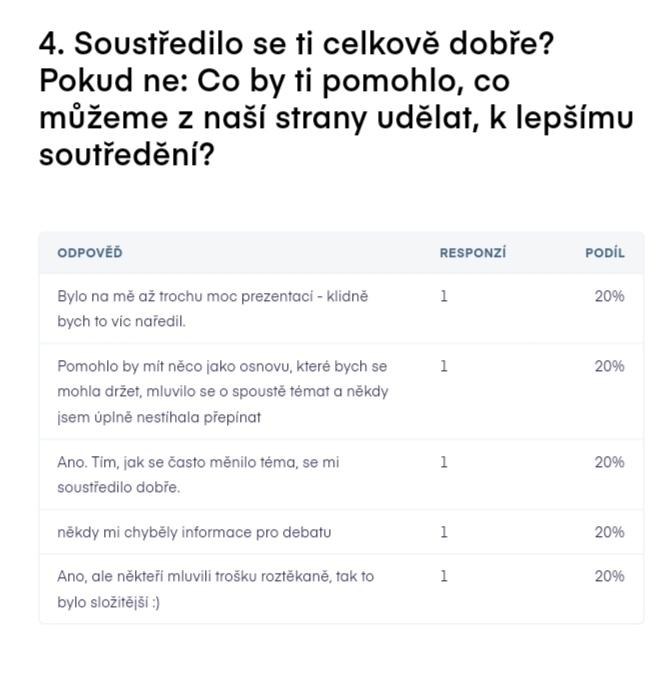 4. Soustředilo se ti celkově dobře?
Pokud ne: Co by ti pomohlo, co
můžeme z naší strany udělat, k lepšímu
soutředění?
ODPOVĚĎ RESPONZÍ PODÍL
Bylo na mě až trochu moc prezentací - klidně 1 20%
bych to víc naředil.
Pomohlo by mít něco jako osnovu, které bych se 1 20%
mohla držet, mluvilo se o spoustě témat a někdy
jsem úplně nestíhala přepínat
Ano. Tím, jak se často měnilo téma, se mi 1 20%
soustředilo dobře.
někdy mi chyběly informace pro debatu 1 20%
Ano, ale někteří mluvili trošku roztěkaně, tak to 1 20%
bylo složitější :)